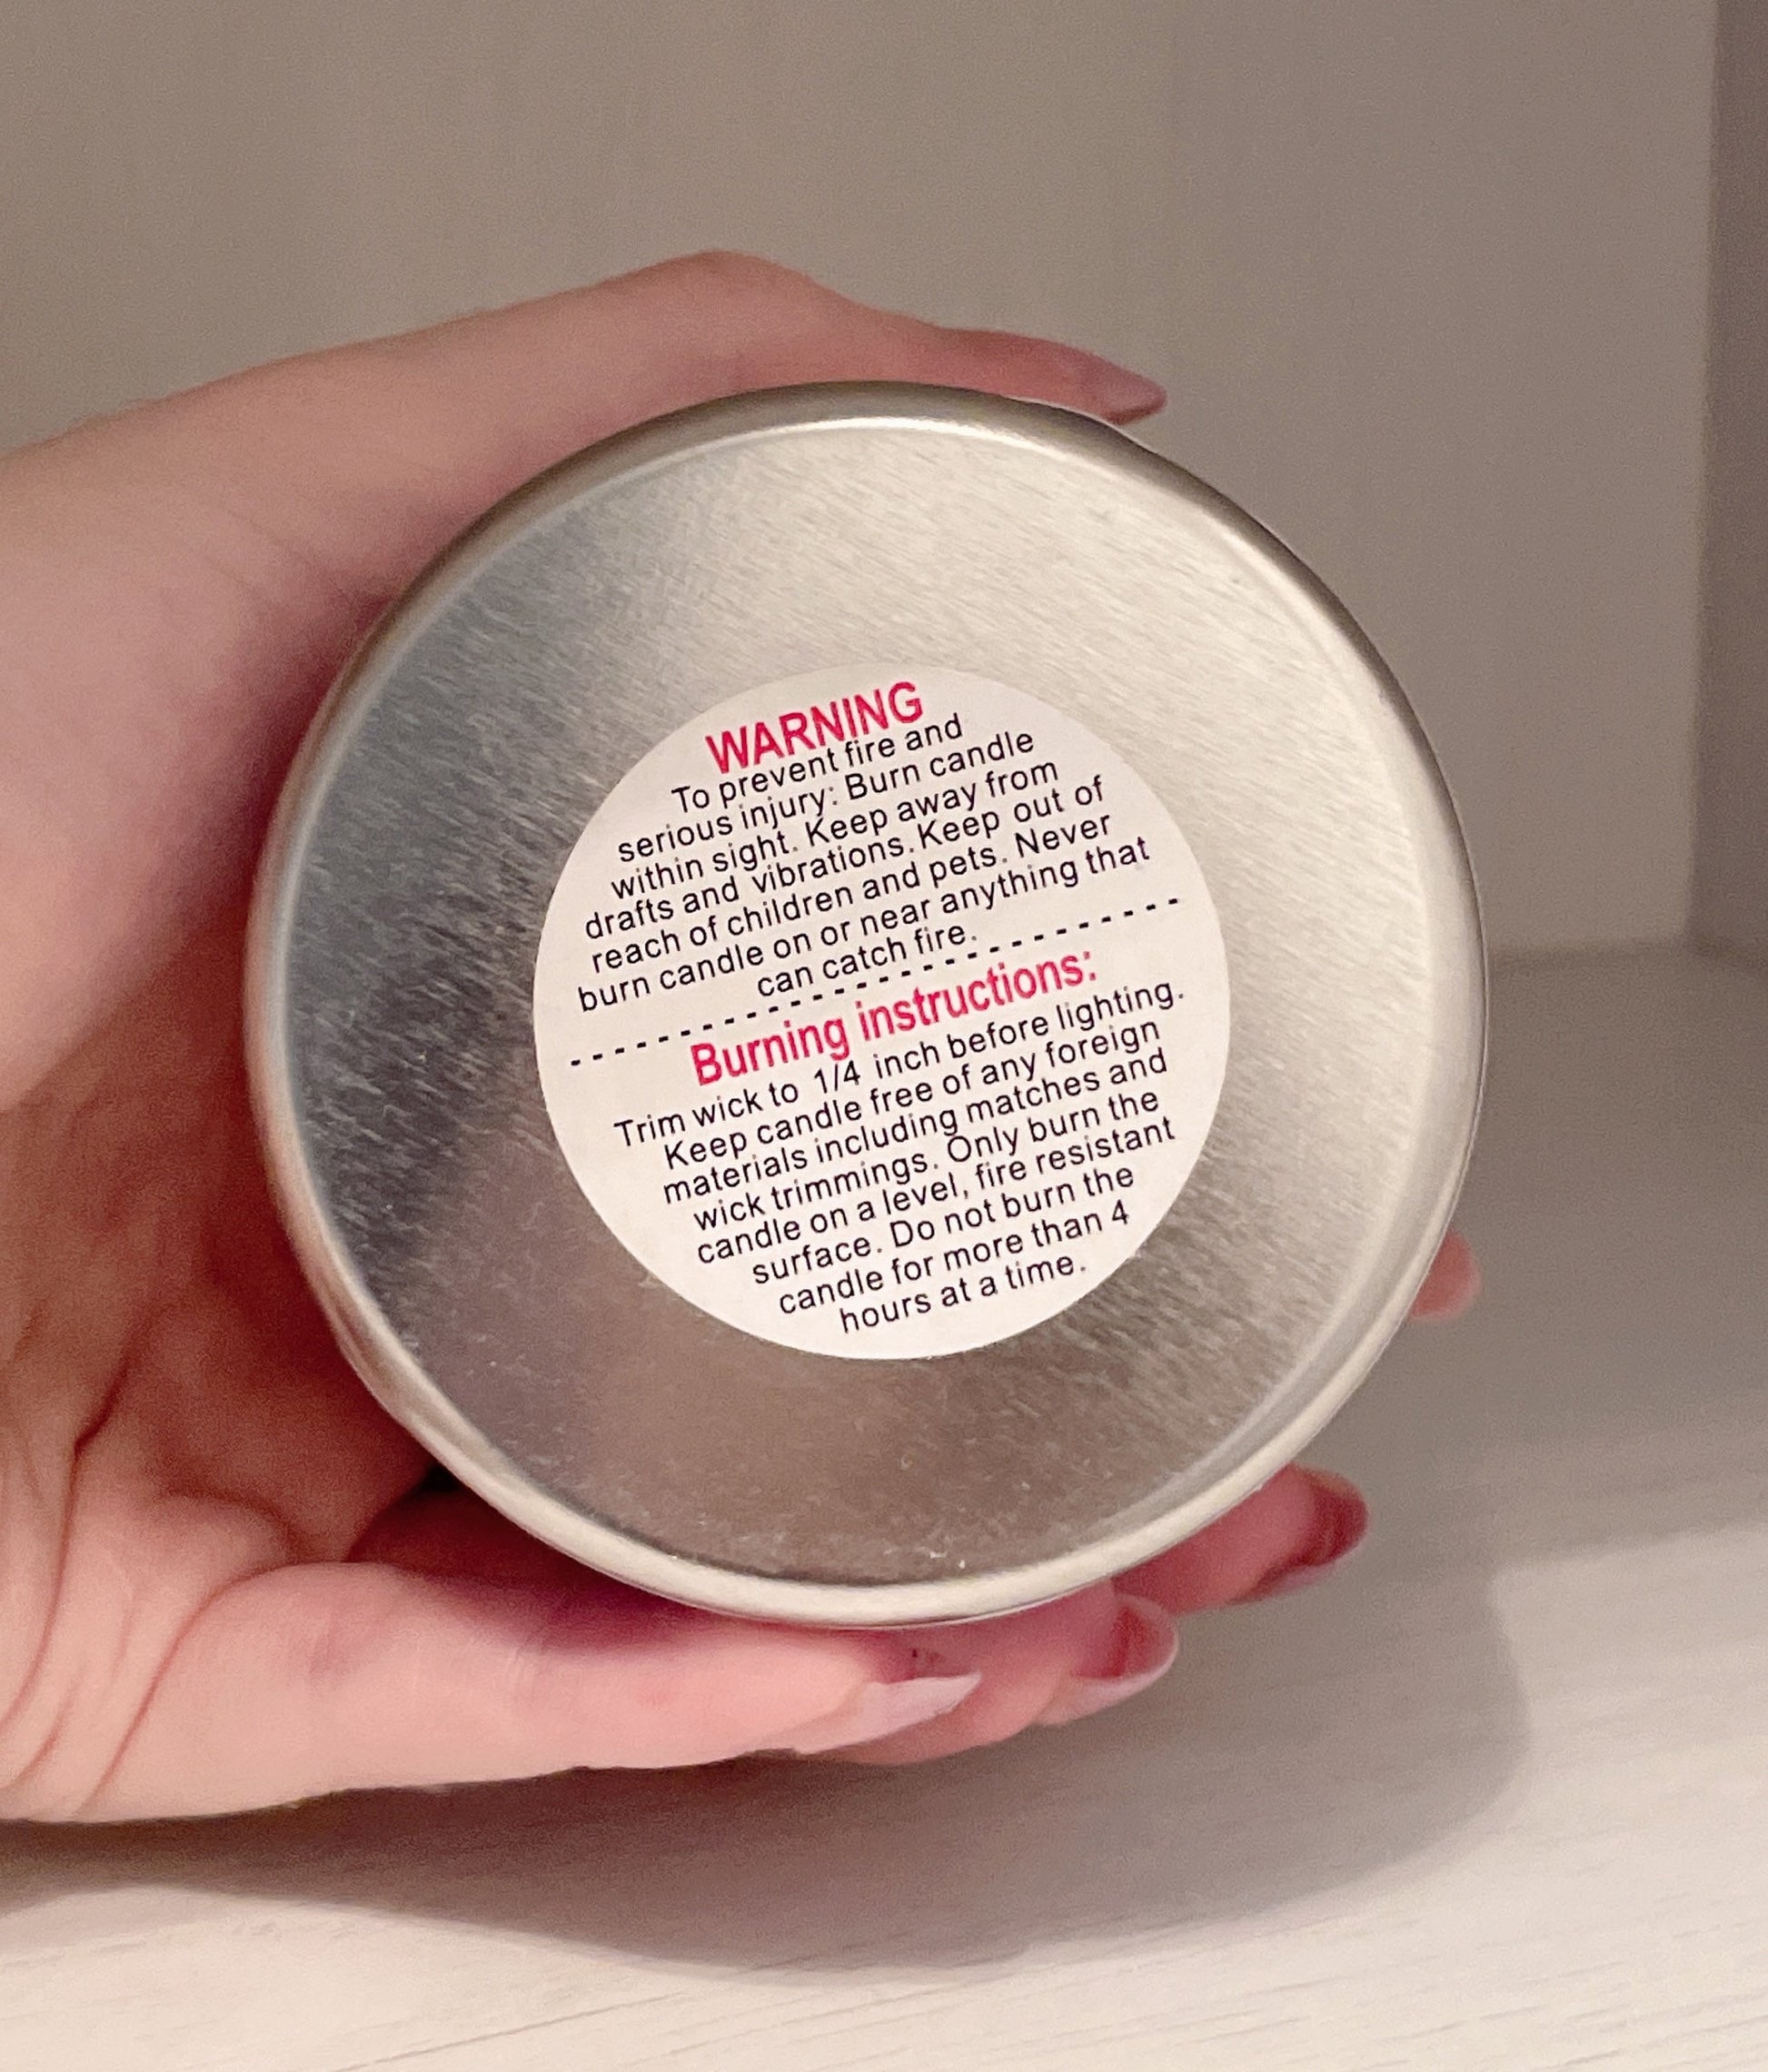 WARNING
To prevent fire and
serious injury: Burn candle
within sight. Keep away from
drafts and vibrations. Keep out of
reach of children and pets. Never
burn candle on or near anything that
can catch fire.
Burning instructions:
Trim wick to 1/4 inch before lighting.
Keep candle free of any foreign
materials including matches and
wick trimmings. Only burn the
candle on a level, fire resistant
surface. Do not burn the
candle for more than 4
hours at a time.